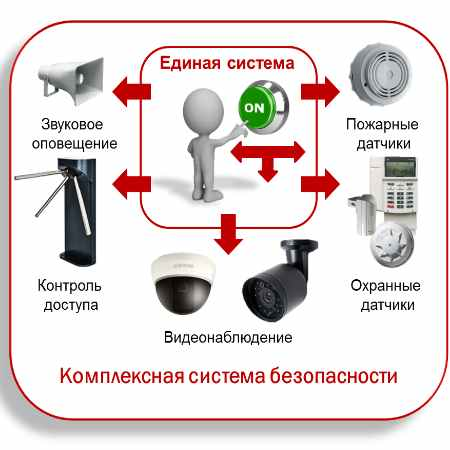 Единая система
ON
Звуковое
оповещение
Пожарные
датчики
Контроль
доступа
Охранные
датчики
Видеонаблюдение
Комплексная система безопасности